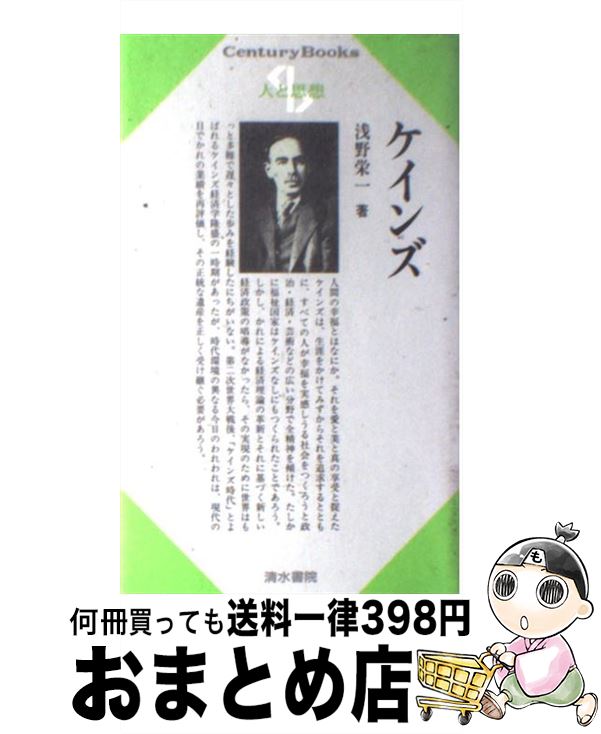 Century Books
人と思想
ケインズ
浅野栄一 著
人間の幸福とはなにか。それを愛と美と真の享受と捉えた
ケインズは、生涯をかけてみずからそれを追求するととも
に、すべての人が幸福を実感しうる社会をつくろうと政
治・経済・芸術などの広い分野で全精神を傾けた。たしか
に福祉国家はケインズなしにもつくられたことであろう。
しかし、かれによる経済理論の革新とそれに基づく新しい
経済政策の唱導がなかったら、その実現のために世界はも
っと多難で遅々とした歩みを経験したにちがいない。第二次世界大戦後、「ケインズ時代」とよ
ばれるケインズ経済学隆盛の一時期があったが、時代環境の異なる今日のわれわれは、現代の
目でかれの業績を再評価し、その正統な遺産を正しく受け継ぐ必要があろう。
清水書院
も
何冊買っても送料一律398円
おまとめ店